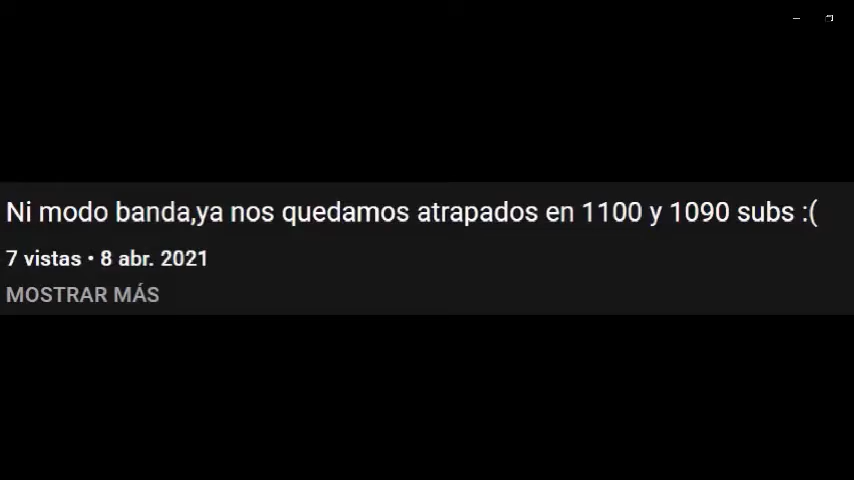 Ni modo banda,ya nos quedamos atrapados en 1100 y 1090 subs :(
7 vistas • 8 abr. 2021
MOSTRAR MÁS